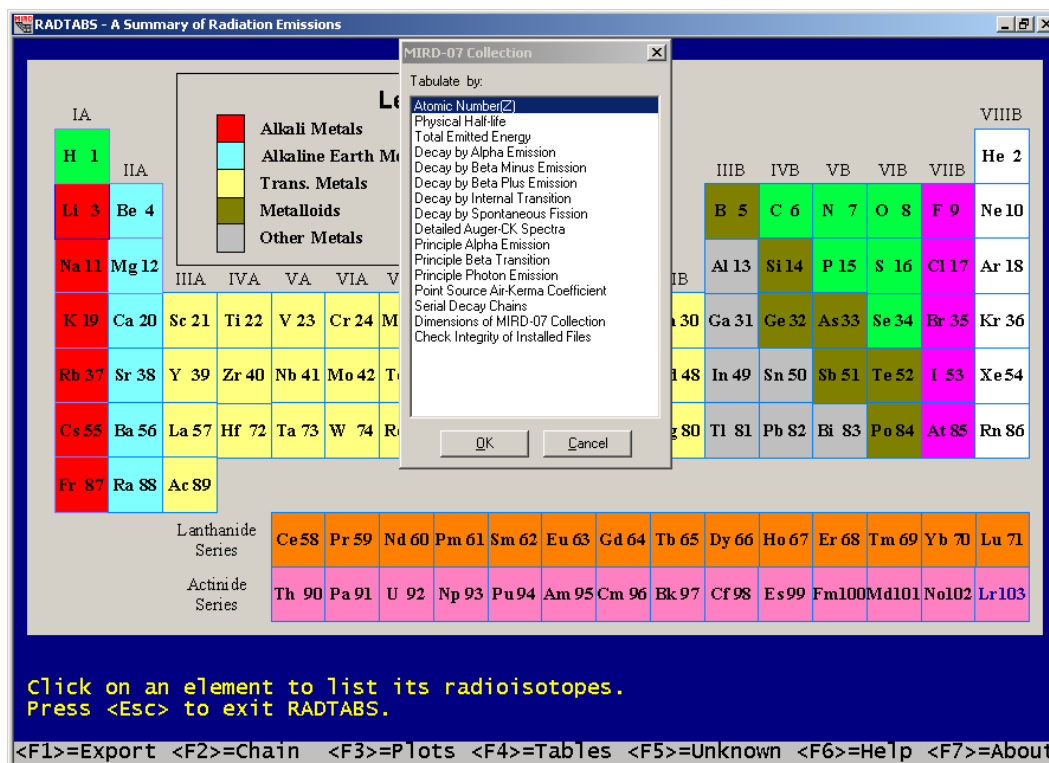 RADTABS - A Summary of Radiation Emissions
MIRD-07 Collection
Tabulate by:
Atomic Number(Z)
Physical Half-life
Total Emitted Energy
Decay by Alpha Emission
Decay by Beta Minus Emission
Decay by Beta Plus Emission
Decay by Internal Transition
Decay by Spontaneous Fission
Detailed Auger-CK Spectra
Principle Alpha Emission
Principle Beta Transition
Principle Photon Emission
Point Source Air-Kerma Coefficient
Serial Decay Chains
Dimensions of MIRD-07 Collection
Check Integrity of Installed Files
OK Cancel
Le
Alkali Metals
Alkaline Earth Me
Trans. Metals
Metalloids
Other Metals
IA VIIIB
H 1 IIA IIIB IVB VB VIB VIIB He 2
Li 3 Be 4 B 5 C 6 N 7 O 8 F 9 Ne 10
Na 11 Mg 12 IIIA IVA VA VIA V IB Al 13 Si 14 P 15 S 16 Cl 17 Ar 18
K 19 Ca 20 Sc 21 Ti 22 V 23 Cr 24 M 30 Ga 31 Ge 32 As 33 Se 34 Br 35 Kr 36
Rb 37 Sr 38 Y 39 Zr 40 Nb 41 Mo 42 T 48 In 49 Sn 50 Sb 51 Te 52 I 53 Xe 54
Cs 55 Ba 56 La 57 Hf 72 Ta 73 W 74 R 80 Tl 81 Pb 82 Bi 83 Po 84 At 85 Rn 86
Fr 87 Ra 88 Ac 89
Lanthanide Series Ce 58 Pr 59 Nd 60 Pm 61 Sm 62 Eu 63 Gd 64 Tb 65 Dy 66 Ho 67 Er 68 Tm 69 Yb 70 Lu 71
Actinide Series Th 90 Pa 91 U 92 Np 93 Pu 94 Am 95 Cm 96 Bk 97 Cf 98 Es 99 Fm100 Md101 No102 Lr103
Click on an element to list its radioisotopes.
Press <Esc> to exit RADTABS.
<F1>=Export <F2>=Chain <F3>=Plots <F4>=Tables <F5>=Unknown <F6>=Help <F7>=About